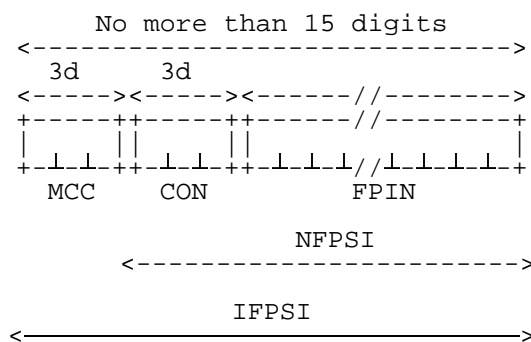 No more than 15 digits
3d 3d
MCC CON FPIN
NFPSI
IFPSI